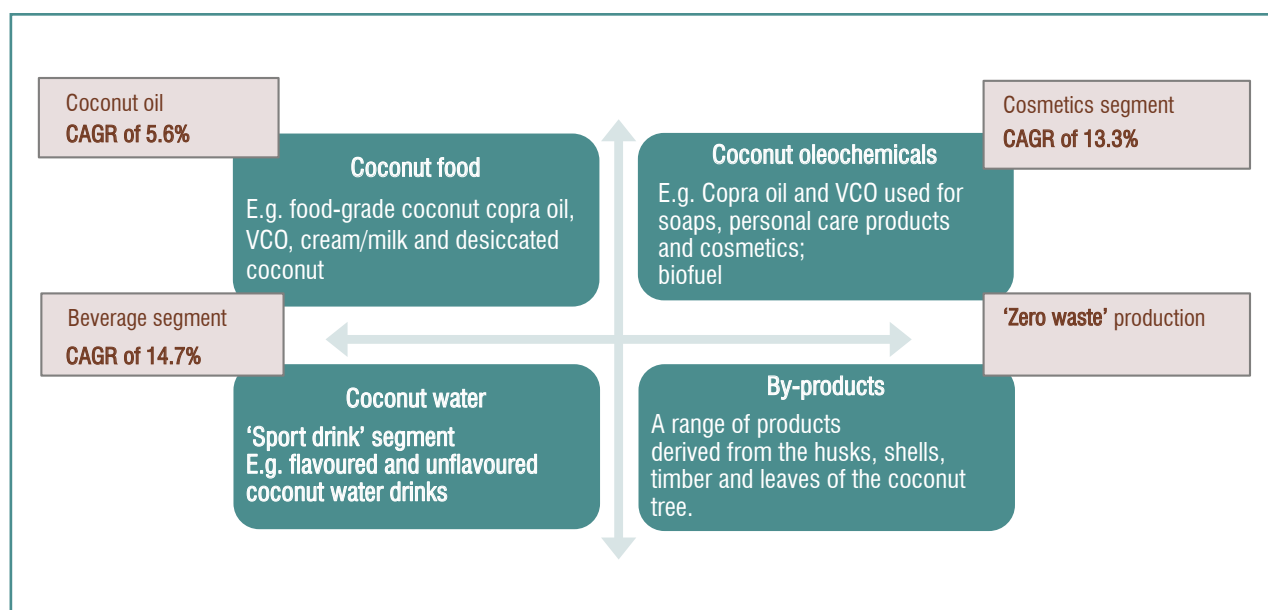 Coconut oil
CAGR of 5.6%
Coconut food
E.g. food-grade coconut copra oil,
VCO, cream/milk and desiccated
coconut
Cosmetics segment
CAGR of 13.3%
Coconut oleochemicals
E.g. Copra oil and VCO used for
soaps, personal care products
and cosmetics;
biofuel
Beverage segment
CAGR of 14.7%
Coconut water
‘Sport drink’ segment
E.g. flavoured and unflavoured
coconut water drinks
‘Zero waste’ production
By-products
A range of products
derived from the husks, shells,
timber and leaves of the coconut
tree.